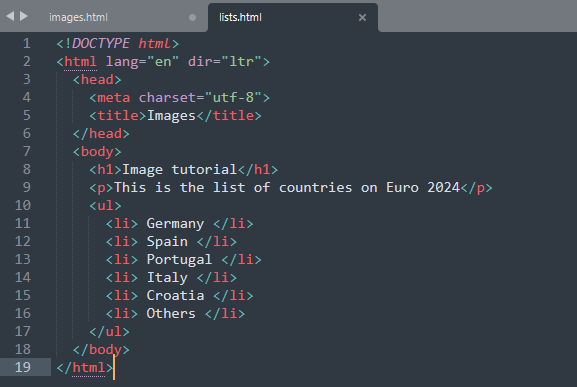 images.html lists.html
1 <!DOCTYPE html>
2 <html lang="en" dir="ltr">
3 <head>
4 <meta charset="utf-8">
5 <title>Images</title>
6 </head>
7 <body>
8 <h1>Image tutorial</h1>
9 <p>This is the list of countries on Euro 2024</p>
10 <ul>
11 <li> Germany </li>
12 <li> Spain </li>
13 <li> Portugal </li>
14 <li> Italy </li>
15 <li> Croatia </li>
16 <li> Others </li>
17 </ul>
18 </body>
19 </html>